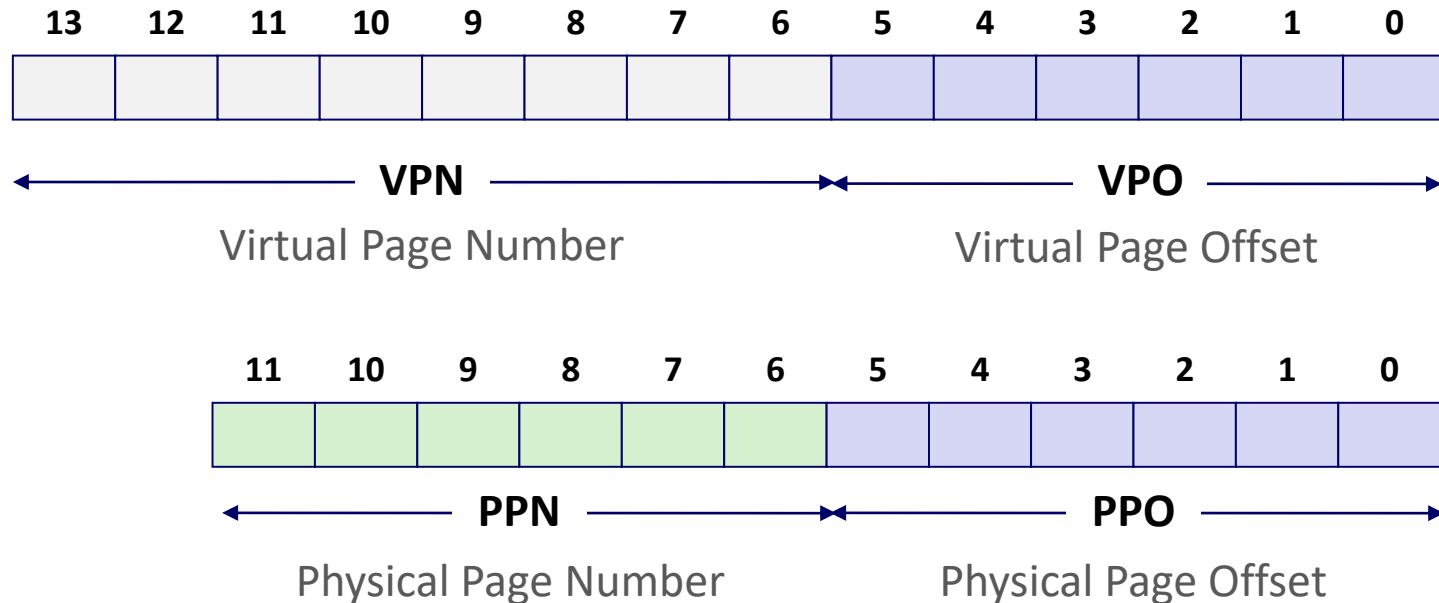 13 12 11 10 9 8 7 6 5 4 3 2 1 0
VPN VPO
Virtual Page Number Virtual Page Offset
11 10 9 8 7 6 5 4 3 2 1 0
PPN PPO
Physical Page Number Physical Page Offset